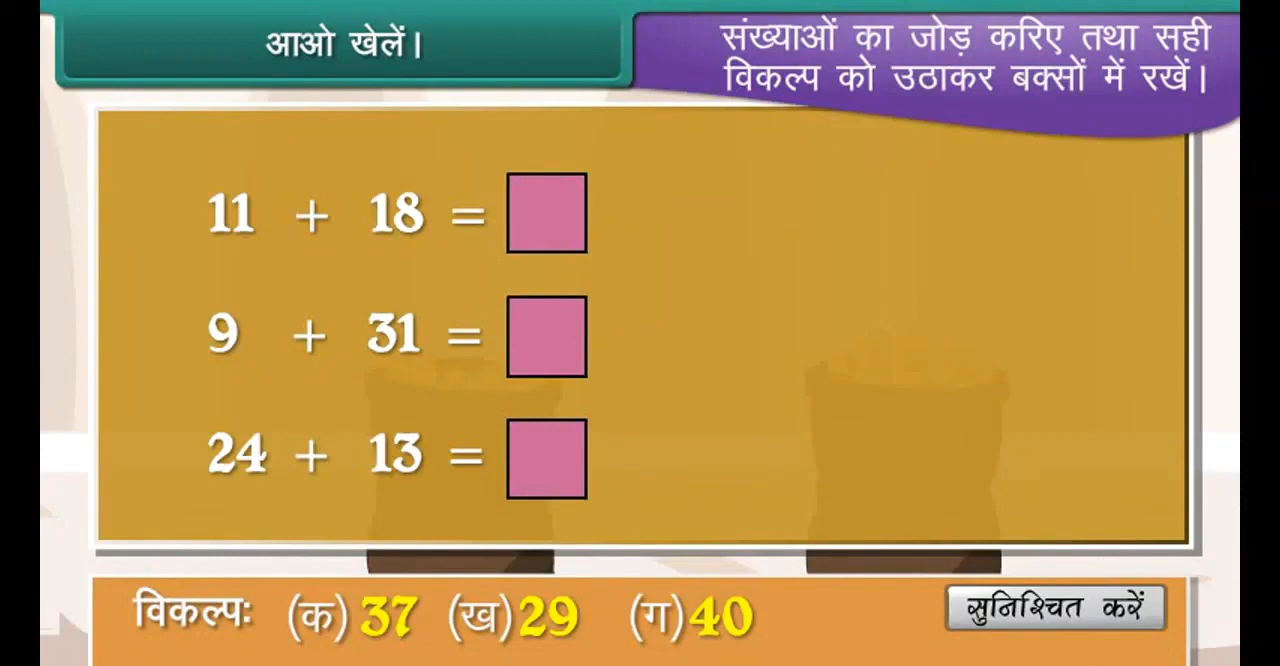 आओ खेलें।
संख्याओं का जोड़ करिए तथा सही
विकल्प को उठाकर बक्सों में रखें।
11 + 18 =
9 + 31 =
24 + 13 =
विकल्पः (क) 37 (ख) 29 (ग) 40
सुनिश्चित करें